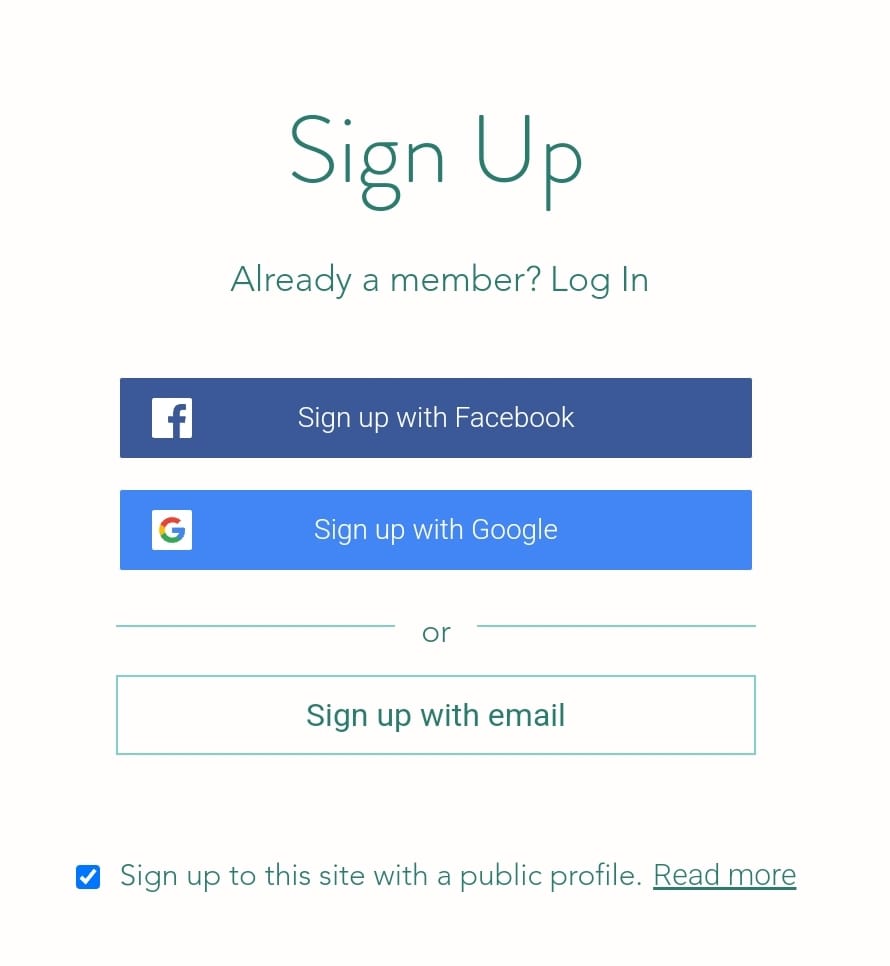 Sign Up
Already a member? Log In
Sign up with Facebook
Sign up with Google
or
Sign up with email
Sign up to this site with a public profile. Read more